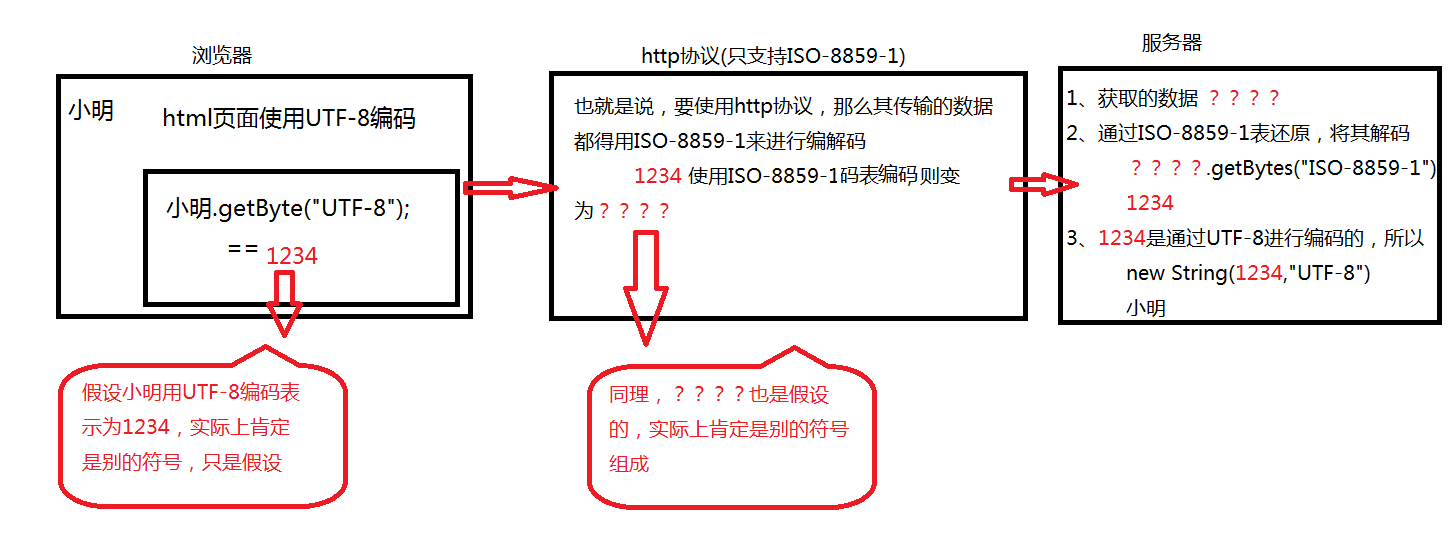 浏览器
小明
html页面使用UTF-8编码
小明.getByte("UTF-8");
== 1234
假设小明用UTF-8编码表
示为1234，实际上肯定
是别的符号，只是假设
http协议(只支持ISO-8859-1)
也就是说，要使用http协议，那么其传输的数据
都得用ISO-8859-1来进行编解码
1234 使用ISO-8859-1码表编码,则变
为？？？？
同理，？？？？也是假设
的，实际上肯定是别的符号
组成
服务器
1、获取的数据 ？？？？
2、通过ISO-8859-1表还原，将其解码
？？？？.getBytes("ISO-8859-1")
1234
3、1234是通过UTF-8进行编码的，所以
new String(1234,"UTF-8")
小明